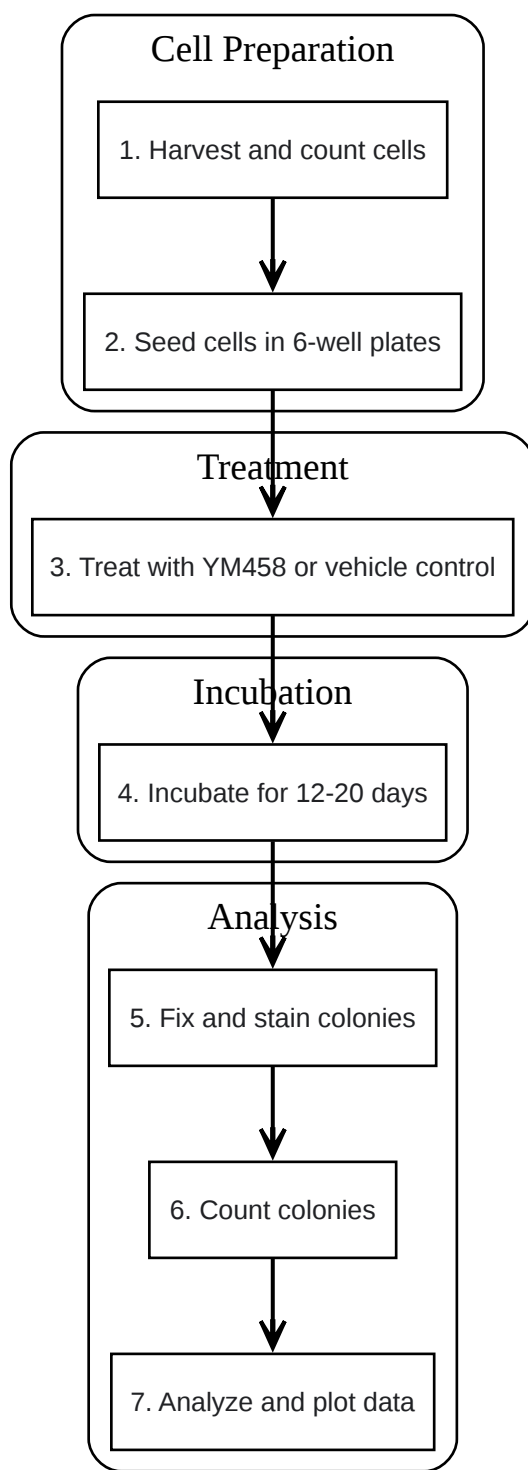 Cell Preparation
1. Harvest and count cells
2. Seed cells in 6-well plates
Treatment
3. Treat with YM458 or vehicle control
Incubation
4. Incubate for 12-20 days
Analysis
5. Fix and stain colonies
6. Count colonies
7. Analyze and plot data